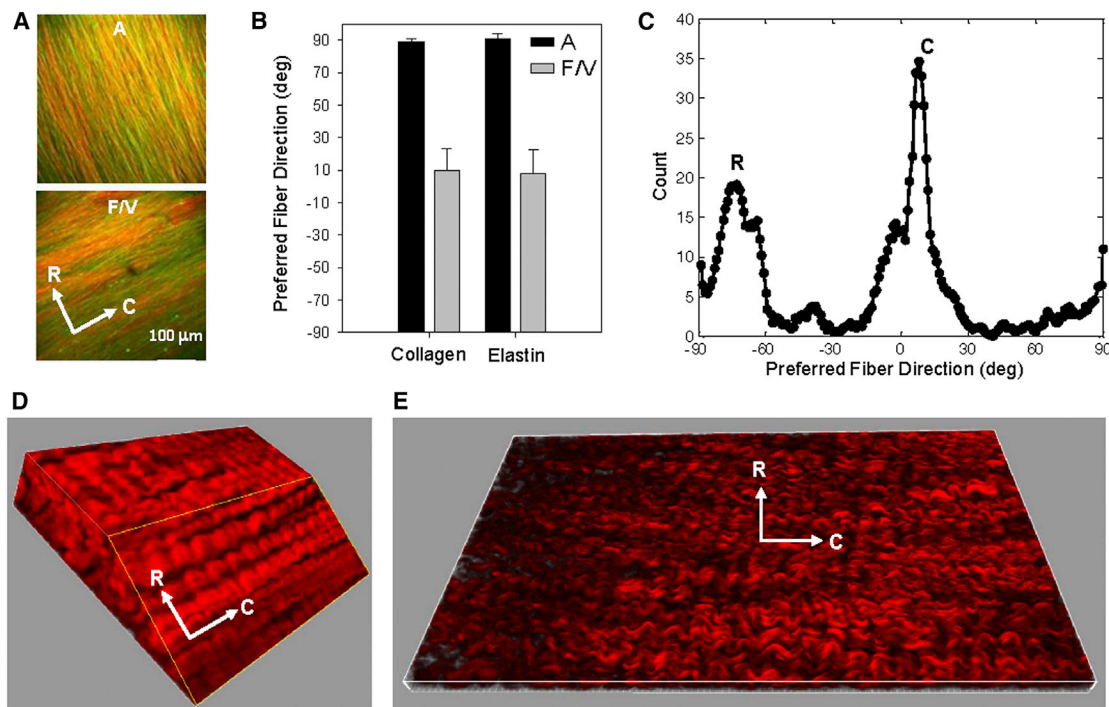 A
A
F/V
R
C
100 µm
B
Preferred Fiber Direction (deg)
90
70
50
30
10
-10
-30
-50
-70
-90
A
F/V
Collagen
Elastin
C
Count
40
35
30
25
20
15
10
5
0
R
C
-90
-60
-30
0
30
60
90
Preferred Fiber Direction (deg)
D
R
C
E
R
C